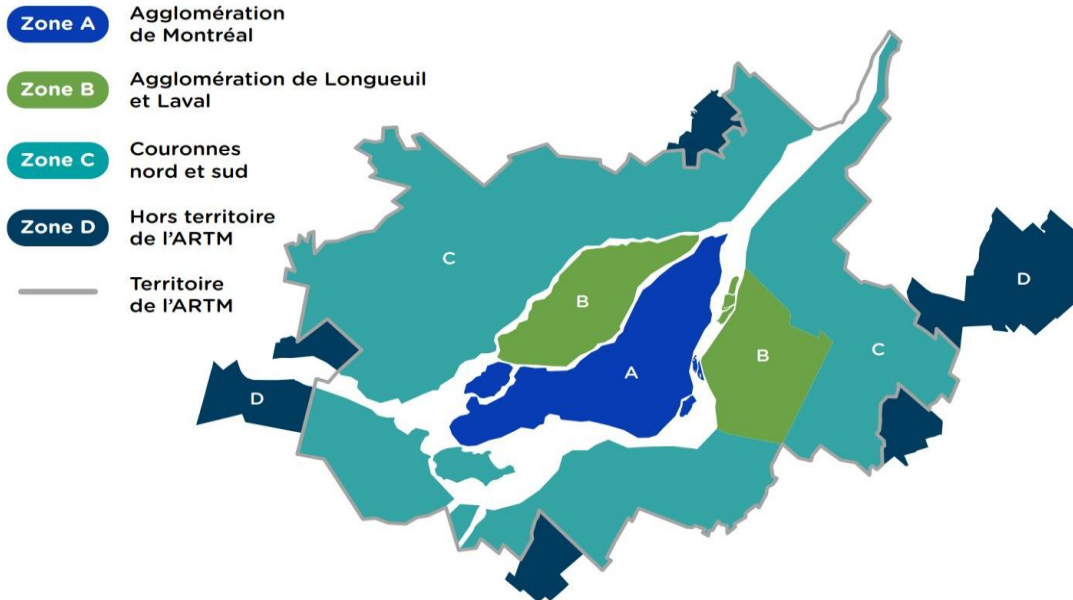 Zone A
Agglomération
de Montréal
Zone B
Agglomération de Longueuil
et Laval
Zone C
Couronnes
nord et sud
Zone D
Hors territoire
de l'ARTM
Territoire
de l'ARTM
C
B
A
B
C
D
D